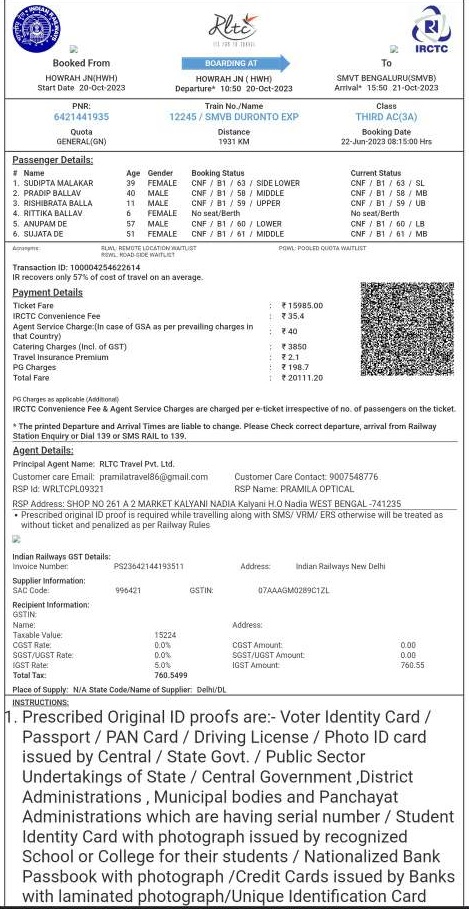 INDIAN RAILWAYS
Rltc
IRCTC
Booked From
HOWRAH JN(HWH)
Start Date 20-Oct-2023
BOARDING AT
HOWRAH JN ( HWH)
Departure* 10:50 20-Oct-2023
To
SMVT BENGALURU(SMVB)
Arrival* 15:50 21-Oct-2023
PNR: Train No./Name Class
6421441935 12245 / SMVB DURONTO EXP THIRD AC(3A)
Quota Distance Booking Date
GENERAL(GN) 1931 KM 22-Jun-2023 08:15:00 Hrs
Passenger Details:
# Name Age Gender Booking Status Current Status
1. SUDIPTA MALAKAR 39 FEMALE CNF / B1 / 63 / SIDE LOWER CNF / B1 / 63 / SL
2. PRADIP BALLAV 40 MALE CNF / B1 / 58 / MIDDLE CNF / B1 / 58 / MB
3. RISHIBRATA BALLA 11 MALE CNF / B1 / 59 / UPPER CNF / B1 / 59 / UB
4. RITTIKA BALLAV 6 FEMALE No seat/Berth No seat/Berth
5. ANUPAM DE 57 MALE CNF / B1 / 60 / LOWER CNF / B1 / 60 / LB
6. SUJATA DE 51 FEMALE CNF / B1 / 61 / MIDDLE CNF / B1 / 61 / MB
Acronyms: RLWL: REMOTE LOCATION WAITLIST PQWL: POOLED QUOTA WAITLIST
RSWL: ROAD-SIDE WAITLIST
Transaction ID: 100004254622614
IR recovers only 57% of cost of travel on an average.
Payment Details
Ticket Fare : ₹ 15985.00
IRCTC Convenience Fee : ₹ 35.4
Agent Service Charge:(In case of GSA as per prevailing charges in
that Country) : ₹ 40
Catering Charges (Incl. of GST) : ₹ 3850
Travel Insurance Premium : ₹ 2.1
PG Charges : ₹ 198.7
Total Fare : ₹ 20111.20
PG Charges as applicable (Additional)
IRCTC Convenience Fee & Agent Service Charges are charged per e-ticket irrespective of no. of passengers on the ticket.
* The printed Departure and Arrival Times are liable to change. Please Check correct departure, arrival from Railway
Station Enquiry or Dial 139 or SMS RAIL to 139.
Agent Details:
Principal Agent Name: RLTC Travel Pvt. Ltd.
Customer care Email: pramilatravel86@gmail.com Customer Care Contact: 9007548776
RSP Id: WRLTCPL09321 RSP Name: PRAMILA OPTICAL
RSP Address: SHOP NO 261 A 2 MARKET KALYANI NADIA Kalyani H.O Nadia WEST BENGAL -741235
• Prescribed original ID proof is required while travelling along with SMS/ VRM/ ERS otherwise will be treated as
without ticket and penalized as per Railway Rules
Indian Railways GST Details:
Invoice Number: PS23642144193511 Address: Indian Railways New Delhi
Supplier Information:
SAC Code: 996421 GSTIN: 07AAAGM0289C1ZL
Recipient Information:
GSTIN:
Name: Address:
Taxable Value: 15224
CGST Rate: 0.0% CGST Amount: 0.00
SGST/UGST Rate: 0.0% SGST/UGST Amount: 0.00
IGST Rate: 5.0% IGST Amount: 760.55
Total Tax: 760.5499
Place of Supply: N/A State Code/Name of Supplier: Delhi/DL
INSTRUCTIONS:
1. Prescribed Original ID proofs are:- Voter Identity Card /
Passport / PAN Card / Driving License / Photo ID card
issued by Central / State Govt. / Public Sector
Undertakings of State / Central Government ,District
Administrations , Municipal bodies and Panchayat
Administrations which are having serial number / Student
Identity Card with photograph issued by recognized
School or College for their students / Nationalized Bank
Passbook with photograph /Credit Cards issued by Banks
with laminated photograph/Unique Identification Card